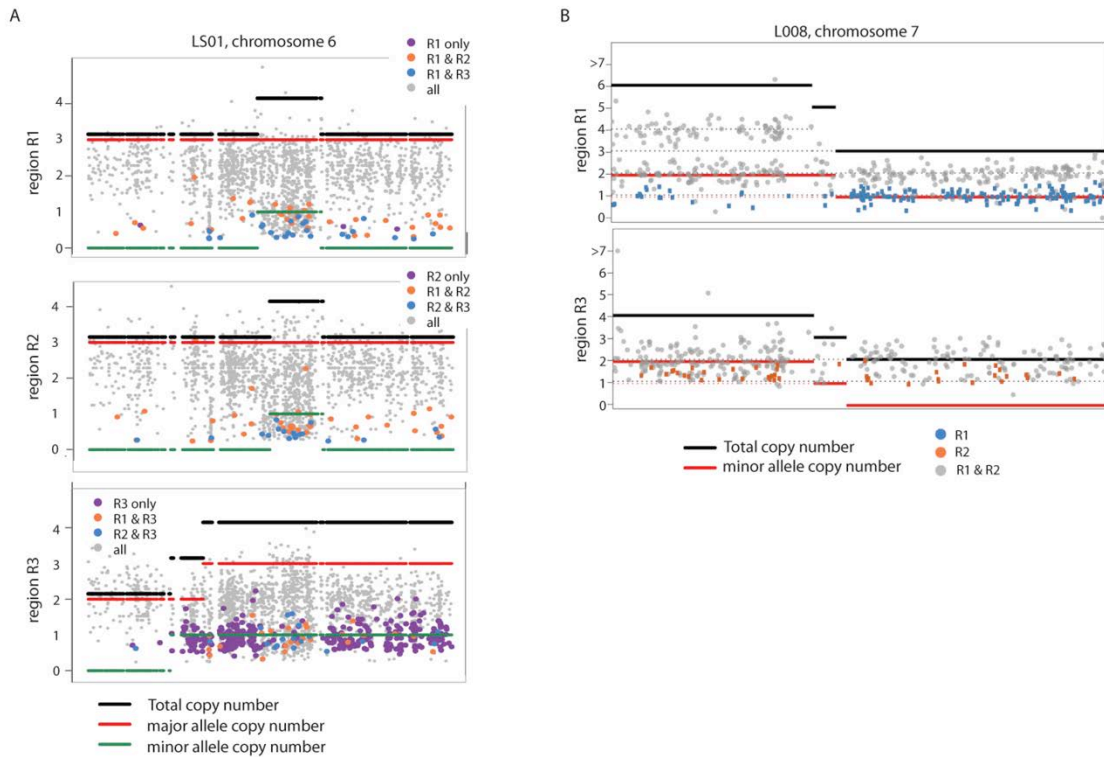 A
LS01, chromosome 6
R1 only
R1 & R2
R1 & R3
all
region R1
4
3
2
1
0
R2 only
R1 & R2
R2 & R3
all
region R2
4
3
2
1
0
R3 only
R1 & R3
R2 & R3
all
region R3
4
3
2
1
0
Total copy number
major allele copy number
minor allele copy number
B
L008, chromosome 7
region R1
>7
6
5
4
3
2
1
0
region R3
>7
6
5
4
3
2
1
0
Total copy number
minor allele copy number
R1
R2
R1 & R2